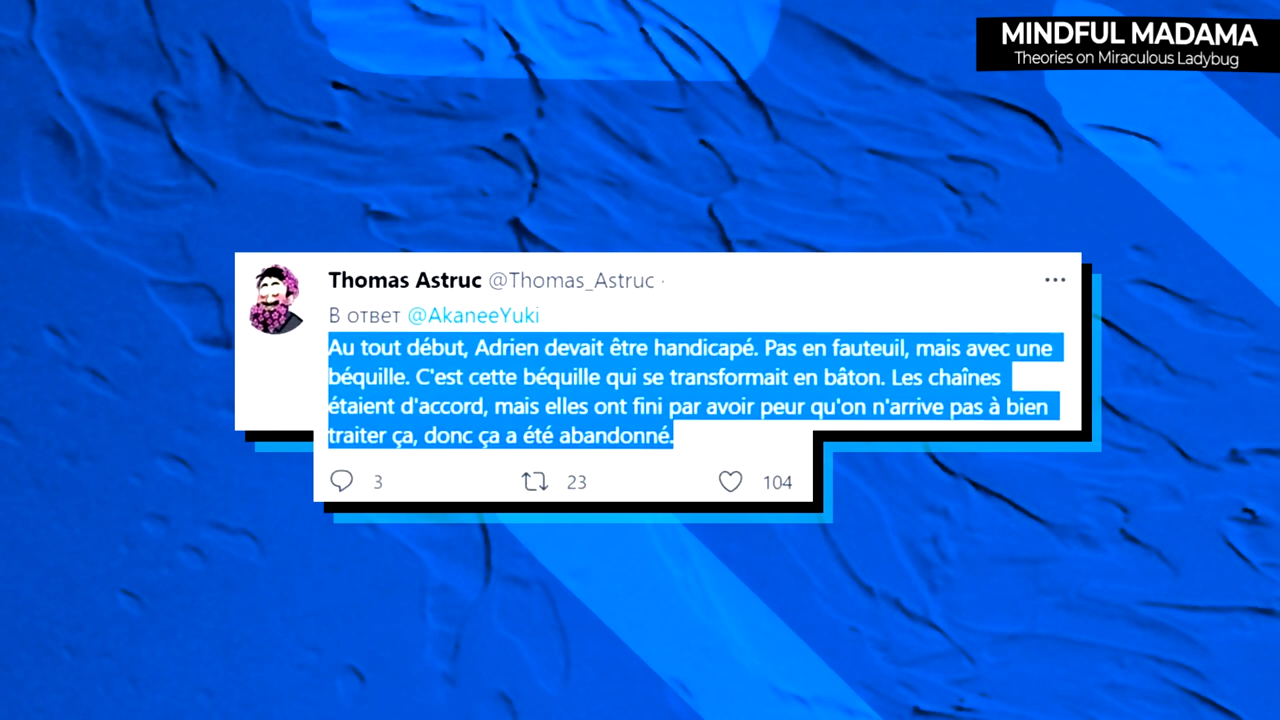 MINDFUL MADAMA
Theories on Miraculous Ladybug
Thomas Astruc @Thomas_Astruc ·
В ответ @AkaneeYuki
Au tout début, Adrien devait être handicapé. Pas en fauteuil, mais avec une
béquille. C'est cette béquille qui se transformait en bâton. Les chaînes
étaient d'accord, mais elles ont fini par avoir peur qu'on n'arrive pas à bien
traiter ça, donc ça a été abandonné.
3 23 104